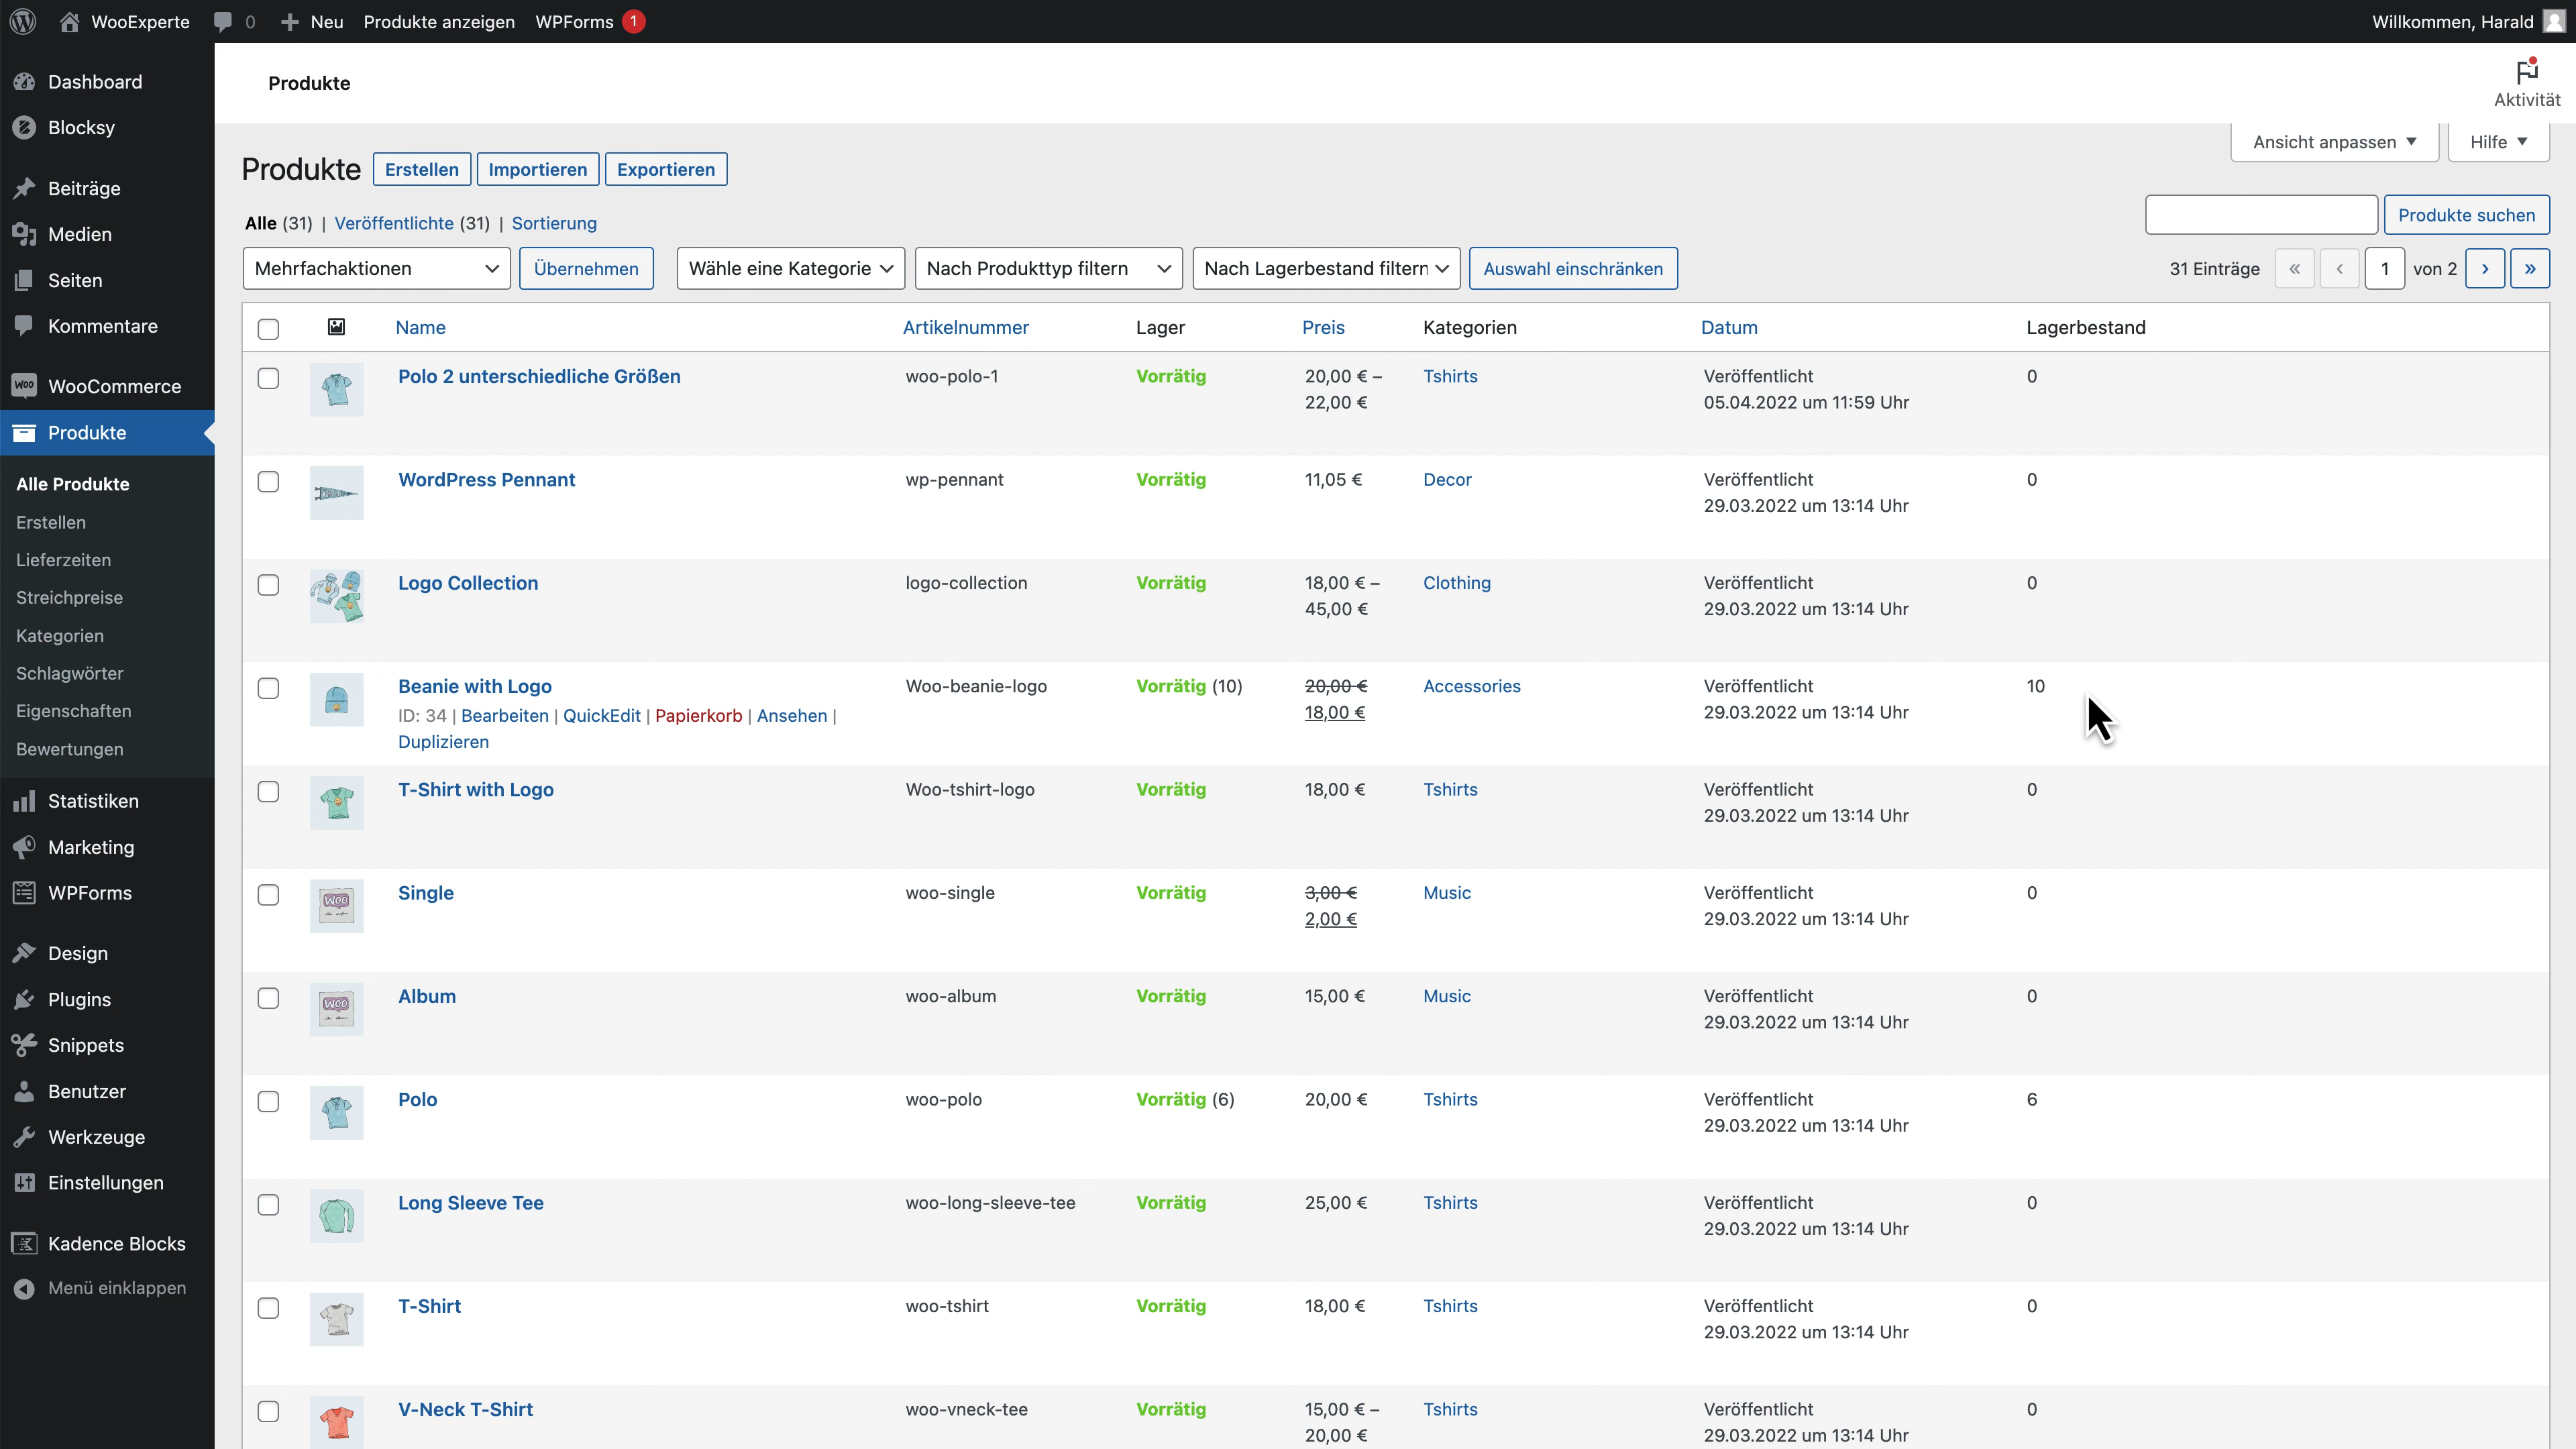 WooExperte 0 Neu Produkte anzeigen WPForms 1 Willkommen, Harald
Dashboard
Blocksy
Beiträge
Medien
Seiten
Kommentare
WooCommerce
Produkte
Alle Produkte
Erstellen
Lieferzeiten
Streichpreise
Kategorien
Schlagwörter
Eigenschaften
Bewertungen
Statistiken
Marketing
WPForms
Design
Plugins
Snippets
Benutzer
Werkzeuge
Einstellungen
Kadence Blocks
Menü einklappen
Produkte
Aktivität
Ansicht anpassen ▼ Hilfe ▼
Produkte Erstellen Importieren Exportieren
Alle (31) | Veröffentlichte (31) | Sortierung
Produkte suchen
Mehrfachaktionen Übernehmen Wähle eine Kategorie Nach Produkttyp filtern Nach Lagerbestand filtern Auswahl einschränken 31 Einträge « ‹ 1 von 2 › »
Name Artikelnummer Lager Preis Kategorien Datum Lagerbestand
Polo 2 unterschiedliche Größen woo-polo-1 Vorrätig 20,00 € – Tshirts Veröffentlicht 0
22,00 € 05.04.2022 um 11:59 Uhr
WordPress Pennant wp-pennant Vorrätig 11,05 € Decor Veröffentlicht 0
29.03.2022 um 13:14 Uhr
Logo Collection logo-collection Vorrätig 18,00 € – Clothing Veröffentlicht 0
45,00 € 29.03.2022 um 13:14 Uhr
Beanie with Logo Woo-beanie-logo Vorrätig (10) 20,00 € Accessories Veröffentlicht 10
ID: 34 | Bearbeiten | QuickEdit | Papierkorb | Ansehen | 18,00 € 29.03.2022 um 13:14 Uhr
Duplizieren
T-Shirt with Logo Woo-tshirt-logo Vorrätig 18,00 € Tshirts Veröffentlicht 0
29.03.2022 um 13:14 Uhr
Single woo-single Vorrätig 3,00 € Music Veröffentlicht 0
2,00 € 29.03.2022 um 13:14 Uhr
Album woo-album Vorrätig 15,00 € Music Veröffentlicht 0
29.03.2022 um 13:14 Uhr
Polo woo-polo Vorrätig (6) 20,00 € Tshirts Veröffentlicht 6
29.03.2022 um 13:14 Uhr
Long Sleeve Tee woo-long-sleeve-tee Vorrätig 25,00 € Tshirts Veröffentlicht 0
29.03.2022 um 13:14 Uhr
T-Shirt woo-tshirt Vorrätig 18,00 € Tshirts Veröffentlicht 0
29.03.2022 um 13:14 Uhr
V-Neck T-Shirt woo-vneck-tee Vorrätig 15,00 € – Tshirts Veröffentlicht 0
20,00 € 29.03.2022 um 13:14 Uhr